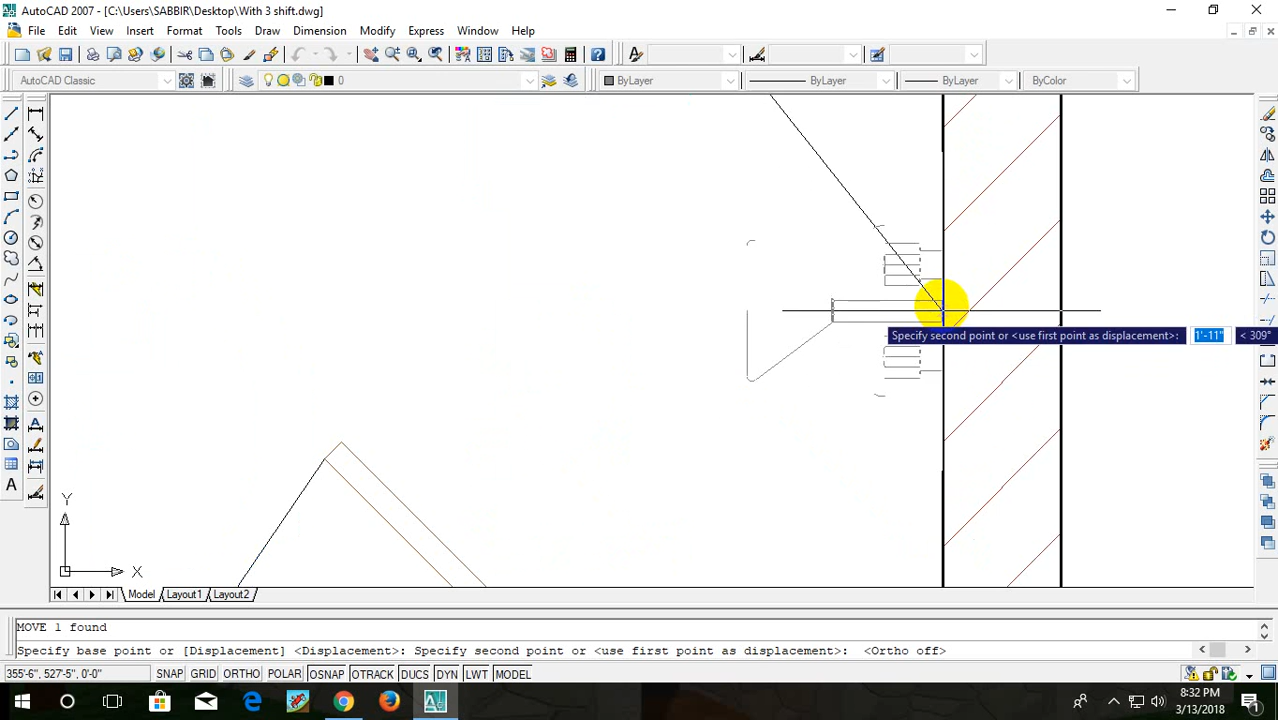 AutoCAD 2007 - [C:\Users\SABBIR\Desktop\With 3 shift.dwg]
File Edit View Insert Format Tools Draw Dimension Modify Express Window Help
AutoCAD Classic 0 ByLayer ByLayer ByLayer ByColor
A
Specify second point or <use first point as displacement>: 1'-11" < 309°
Y
X
Model Layout1 Layout2
MOVE 1 found
Specify base point or [Displacement] <Displacement>: Specify second point or <use first point as displacement>: <Ortho off>
355'-6", 527'-5", 0'-0" SNAP GRID ORTHO POLAR OSNAP OTRACK DUCS DYN LWT MODEL
8:32 PM
3/13/2018